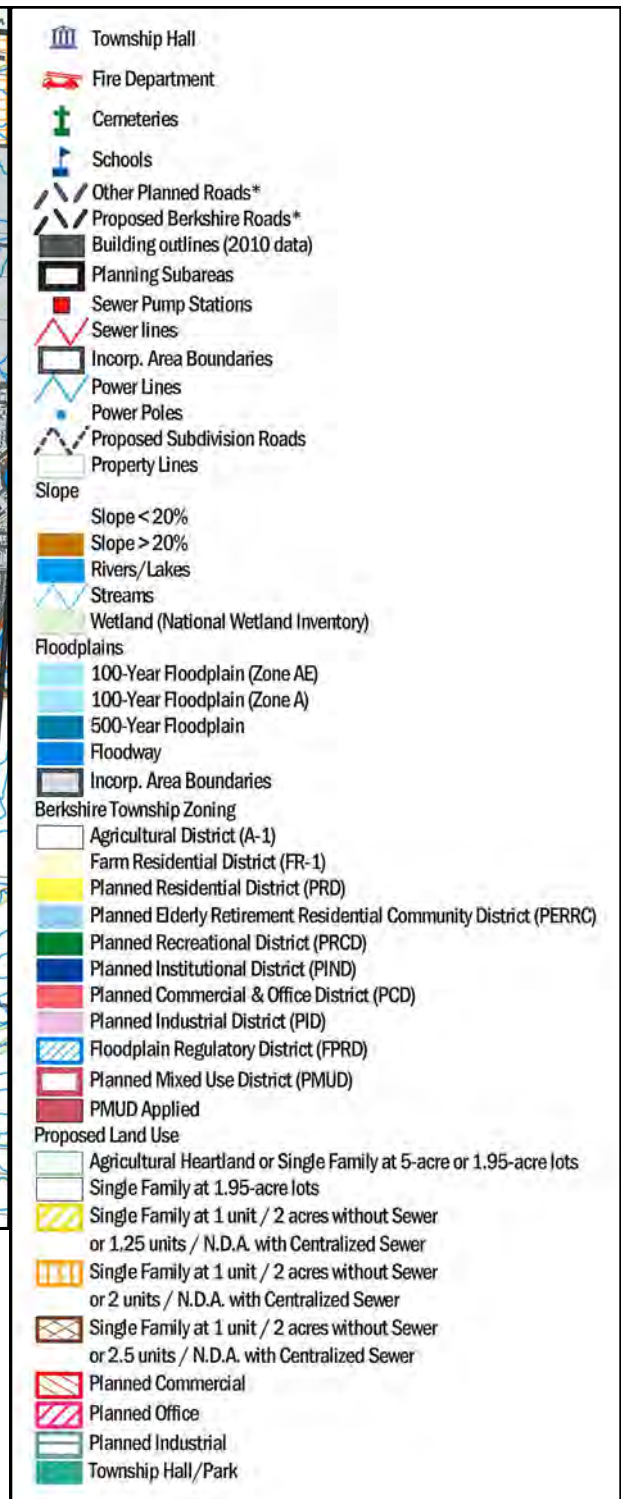 Township Hall
Fire Department
Cemeteries
Schools
Other Planned Roads*
Proposed Berkshire Roads*
Building outlines (2010 data)
Planning Subareas
Sewer Pump Stations
Sewer lines
Incorp. Area Boundaries
Power Lines
Power Poles
Proposed Subdivision Roads
Property Lines
Slope
Slope < 20%
Slope > 20%
Rivers/Lakes
Streams
Wetland (National Wetland Inventory)
Floodplains
100-Year Floodplain (Zone AE)
100-Year Floodplain (Zone A)
500-Year Floodplain
Floodway
Incorp. Area Boundaries
Berkshire Township Zoning
Agricultural District (A-1)
Farm Residential District (FR-1)
Planned Residential District (PRD)
Planned Elderly Retirement Residential Community District (PERRC)
Planned Recreational District (PRCD)
Planned Institutional District (PIND)
Planned Commercial & Office District (PCD)
Planned Industrial District (PID)
Floodplain Regulatory District (FPRD)
Planned Mixed Use District (PMUD)
PMUD Applied
Proposed Land Use
Agricultural Heartland or Single Family at 5-acre or 1.95-acre lots
Single Family at 1.95-acre lots
Single Family at 1 unit / 2 acres without Sewer
or 1.25 units / N.D.A. with Centralized Sewer
Single Family at 1 unit / 2 acres without Sewer
or 2 units / N.D.A. with Centralized Sewer
Single Family at 1 unit / 2 acres without Sewer
or 2.5 units / N.D.A. with Centralized Sewer
Planned Commercial
Planned Office
Planned Industrial
Township Hall/Park